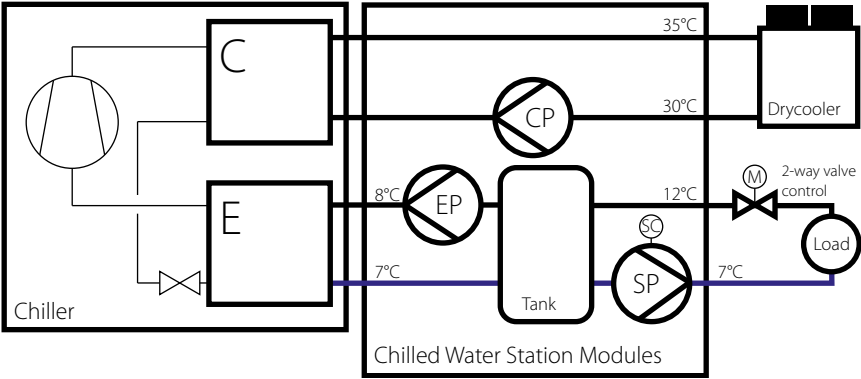 35°C
C
30°C
CP
Drycooler
8°C
EP
12°C
M
2-way valve
control
E
SC
Load
7°C
SP
7°C
Tank
Chiller
Chilled Water Station Modules